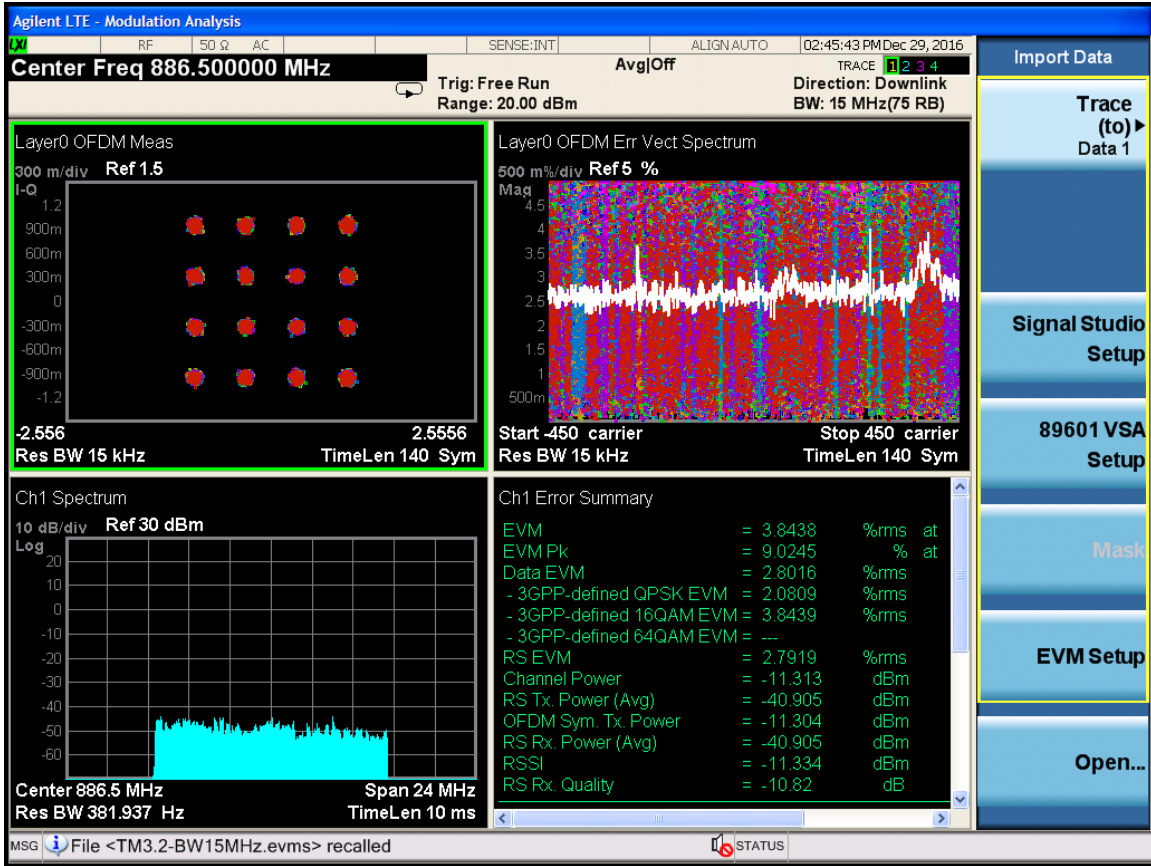 Agilent LTE - Modulation Analysis
LXI RF 50 Ω AC SENSE:INT ALIGN AUTO 02:45:43 PM Dec 29, 2016
Center Freq 886.500000 MHz
Avg|Off
TRACE 1 2 3 4
Trig: Free Run
Direction: Downlink
Range: 20.00 dBm
BW: 15 MHz(75 RB)
Layer0 OFDM Meas
300 m/div Ref 1.5
I-Q
1.2
900m
600m
300m
0
-300m
-600m
-900m
-1.2
-2.556 2.5556
Res BW 15 kHz TimeLen 140 Sym
Layer0 OFDM Err Vect Spectrum
500 m%/div Ref 5 %
Mag
4.5
4
3.5
3
2.5
2
1.5
1
500m
Start -450 carrier Stop 450 carrier
Res BW 15 kHz TimeLen 140 Sym
Ch1 Spectrum
10 dB/div Ref 30 dBm
Log
20
10
0
-10
-20
-30
-40
-50
-60
Center 886.5 MHz Span 24 MHz
Res BW 381.937 Hz TimeLen 10 ms
Ch1 Error Summary
EVM = 3.8438 %rms at
EVM Pk = 9.0245 % at
Data EVM = 2.8016 %rms
- 3GPP-defined QPSK EVM = 2.0809 %rms
- 3GPP-defined 16QAM EVM = 3.8439 %rms
- 3GPP-defined 64QAM EVM = ---
RS EVM = 2.7919 %rms
Channel Power = -11.313 dBm
RS Tx. Power (Avg) = -40.905 dBm
OFDM Sym. Tx. Power = -11.304 dBm
RS Rx. Power (Avg) = -40.905 dBm
RSSI = -11.334 dBm
RS Rx. Quality = -10.82 dB
Import Data
Trace
(to)
Data 1
Signal Studio
Setup
89601 VSA
Setup
Mask
EVM Setup
Open...
MSG File <TM3.2-BW15MHz.evms> recalled STATUS